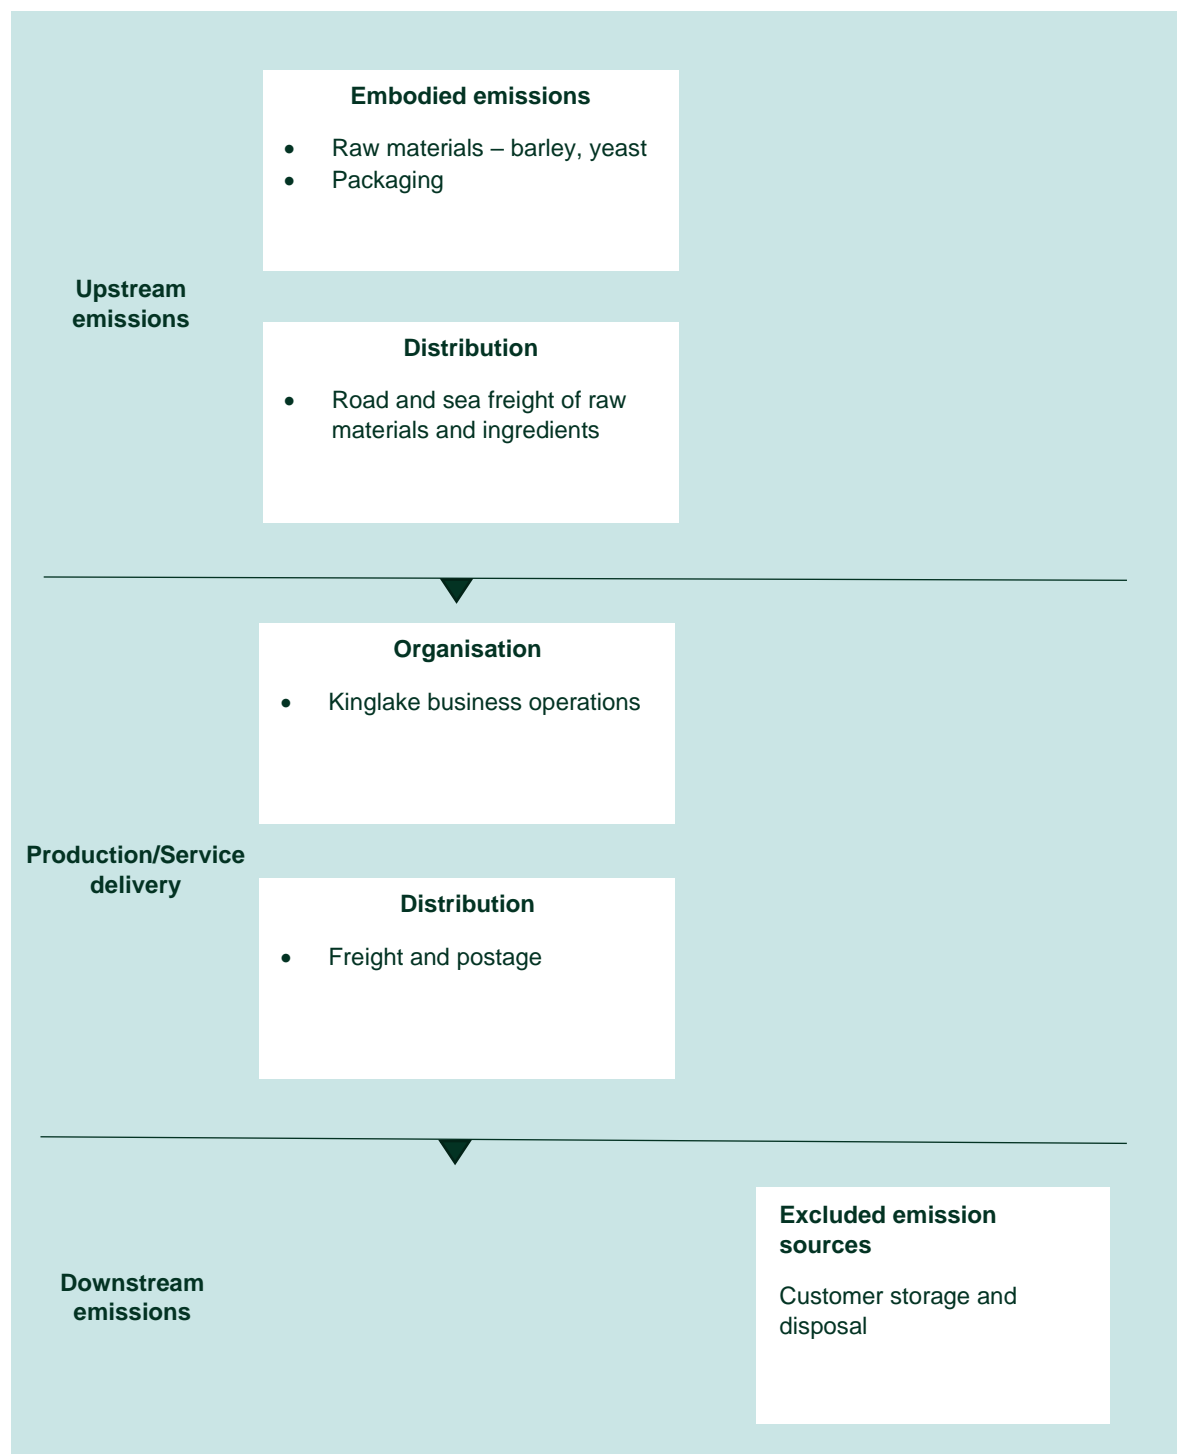 Embodied emissions
• Raw materials – barley, yeast
• Packaging
Upstream
emissions
Distribution
• Road and sea freight of raw
materials and ingredients
Organisation
• Kinglake business operations
Production/Service
delivery
Distribution
• Freight and postage
Downstream
emissions
Excluded emission
sources
Customer storage and
disposal